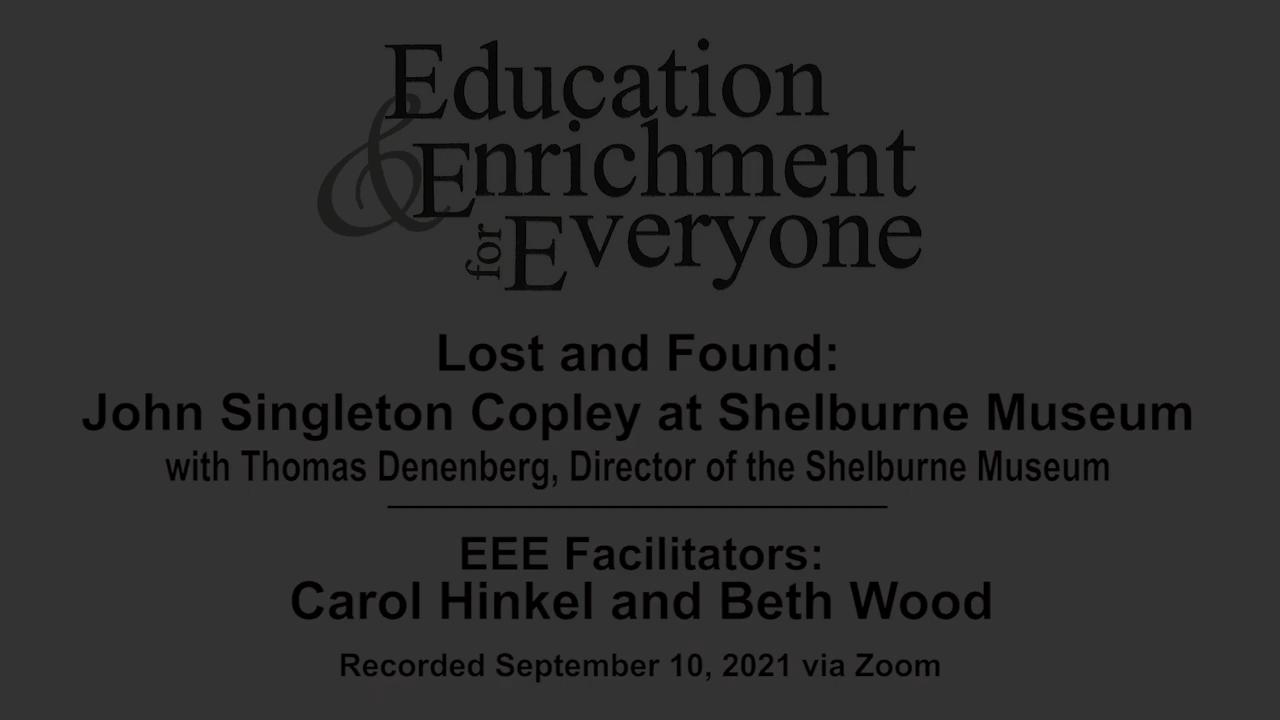 Education
& Enrichment
for Everyone
Lost and Found:
John Singleton Copley at Shelburne Museum
with Thomas Denenberg, Director of the Shelburne Museum
EEE Facilitators:
Carol Hinkel and Beth Wood
Recorded September 10, 2021 via Zoom